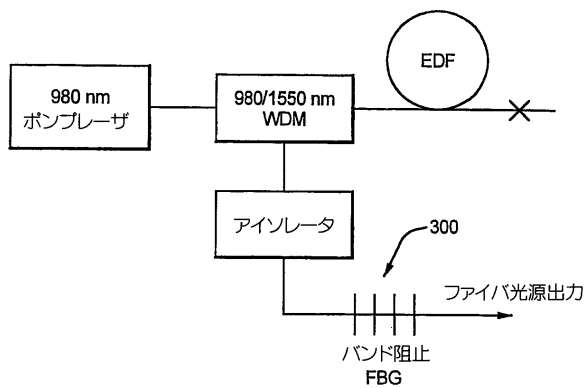 EDF
980 nm
ポンプレーザ
980/1550 nm
WDM
アイソレータ
300
ファイバ光源出力
バンド阻止
FBG